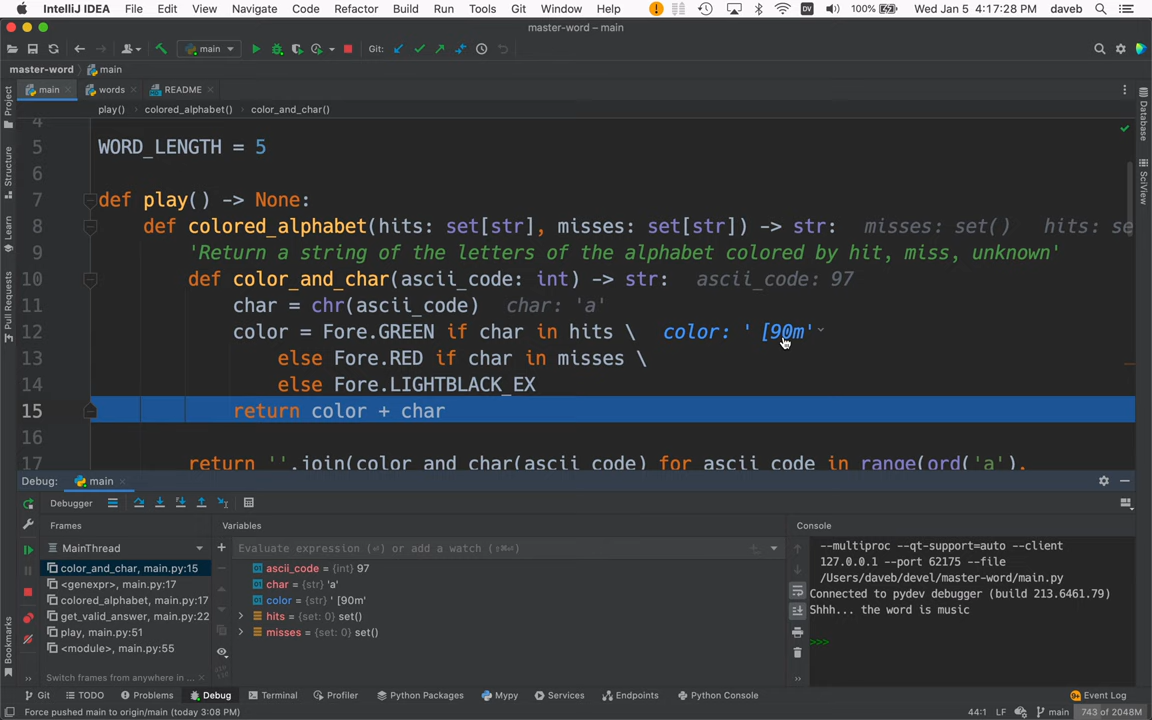 IntelliJ IDEA File Edit View Navigate Code Refactor Build Run Tools Git Window Help DV 100% Wed Jan 5 4:17:28 PM daveb
master-word – main
main Git:
master-word main
main words README
play() colored_alphabet() color_and_char()
4
5 WORD_LENGTH = 5
6
7 def play() -> None:
8 def colored_alphabet(hits: set[str], misses: set[str]) -> str: misses: set() hits: se
9 'Return a string of the letters of the alphabet colored by hit, miss, unknown'
10 def color_and_char(ascii_code: int) -> str: ascii_code: 97
11 char = chr(ascii_code) char: 'a'
12 color = Fore.GREEN if char in hits \ color: ' [90m'
13 else Fore.RED if char in misses \
14 else Fore.LIGHTBLACK_EX
15 return color + char
16
17 return ''.join(color_and_char(ascii_code) for ascii_code in range(ord('a'),
Project
Structure
Learn
Pull Requests
Bookmarks
Database
SciView
Debug: main
Debugger
Frames Variables Console
MainThread Evaluate expression (⏎) or add a watch (⇧⌘⏎)
color_and_char, main.py:15
<genexpr>, main.py:17
colored_alphabet, main.py:17
get_valid_answer, main.py:22
play, main.py:51
<module>, main.py:55
Switch frames from anywhere in ...
ascii_code = {int} 97
char = {str} 'a'
color = {str} ' [90m'
hits = {set: 0} set()
misses = {set: 0} set()
--multiproc --qt-support=auto --client
127.0.0.1 --port 62175 --file
/Users/daveb/devel/master-word/main.py
Connected to pydev debugger (build 213.6461.79)
Shhh... the word is music
>>>
Git TODO Problems Debug Terminal Profiler Python Packages Mypy Services Endpoints Python Console Event Log
Force pushed main to origin/main (today 3:08 PM) 44:1 LF main 743 of 2048M